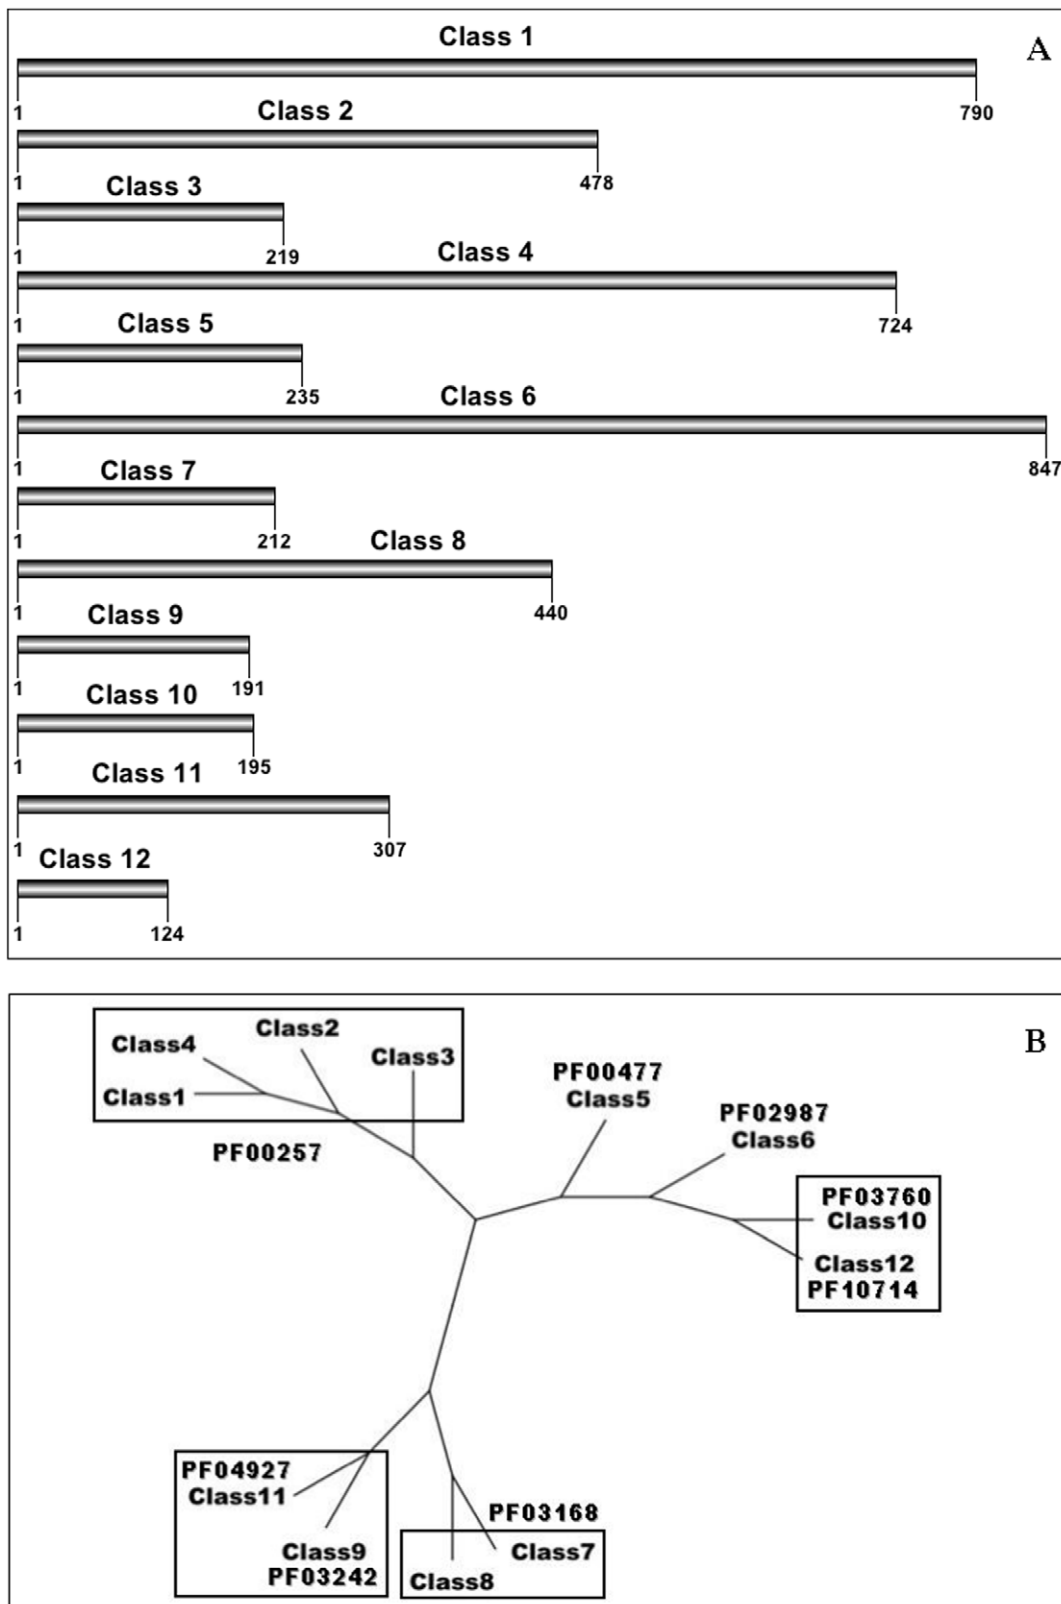 Class 1
A
1 790
Class 2
1 478
Class 3
1 219
Class 4
1 724
Class 5
1 235
Class 6
1 847
Class 7
1 212
Class 8
1 440
Class 9
1 191
Class 10
1 195
Class 11
1 307
Class 12
1 124
B
Class2
Class4
Class3
Class1
PF00257
PF00477
Class5
PF02987
Class6
PF03760
Class10
Class12
PF10714
PF04927
Class11
Class9
PF03242
PF03168
Class7
Class8